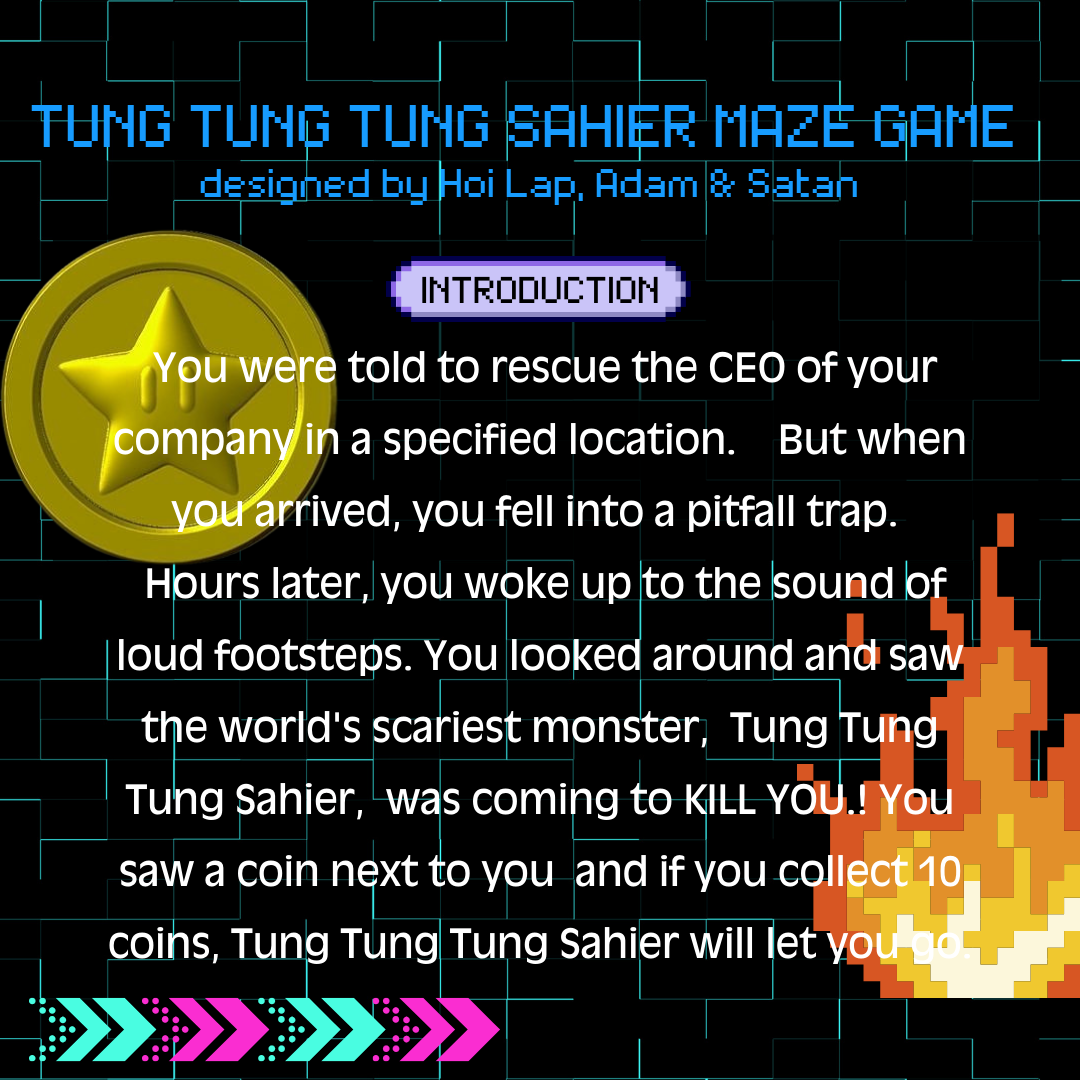 TUNG TUNG TUNG SAHIER MAZE GAME
designed by Hoi Lap, Adam & Satan
INTRODUCTION
You were told to rescue the CEO of your
company in a specified location. But when
you arrived, you fell into a pitfall trap.
Hours later, you woke up to the sound of
loud footsteps. You looked around and saw
the world's scariest monster, Tung Tung
Tung Sahier, was coming to KILL YOU.! You
saw a coin next to you and if you collect 10
coins, Tung Tung Tung Sahier will let you go.